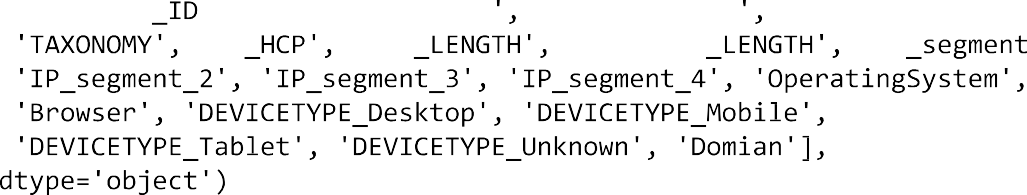 _ID ', ',
'TAXONOMY', _HCP', _LENGTH', _LENGTH', _segment
'IP_segment_2', 'IP_segment_3', 'IP_segment_4', 'OperatingSystem',
'Browser', 'DEVICETYPE_Desktop', 'DEVICETYPE_Mobile',
'DEVICETYPE_Tablet', 'DEVICETYPE_Unknown', 'Domian'],
dtype='object')